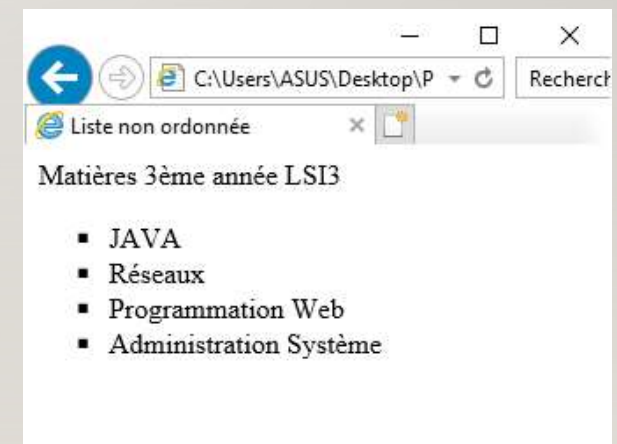 C:\Users\ASUS\Desktop\P
Recherch
Liste non ordonnée
Matières 3ème année LSI3
JAVA
Réseaux
Programmation Web
Administration Système